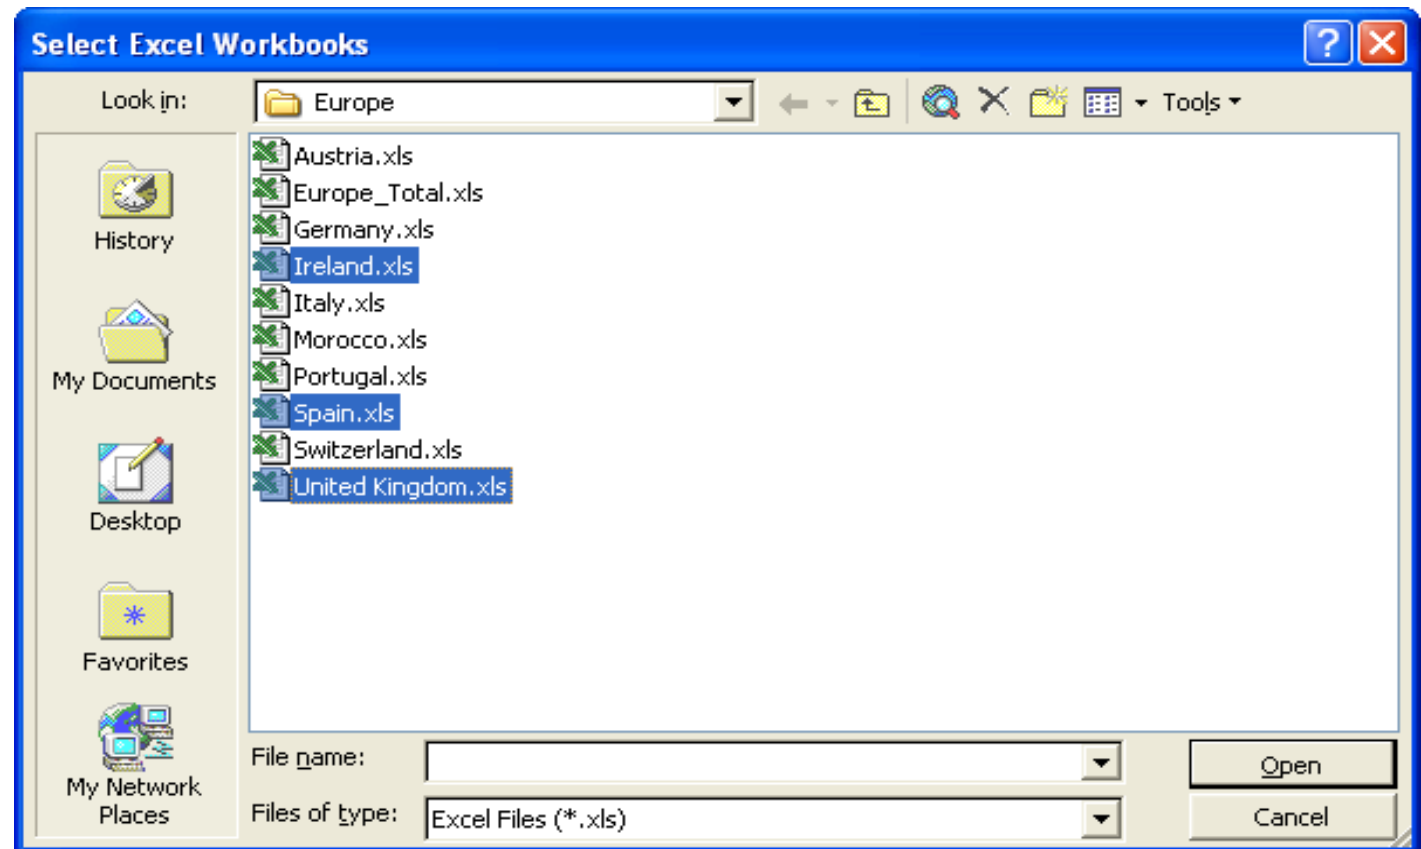 Select Excel Workbooks
Look in:
Europe
Tools
Austria.xls
Europe_Total.xls
Germany.xls
Ireland.xls
Italy.xls
Morocco.xls
Portugal.xls
Spain.xls
Switzerland.xls
United Kingdom.xls
History
My Documents
Desktop
Favorites
My Network
Places
File name:
Open
Files of type:
Excel Files (*.xls)
Cancel